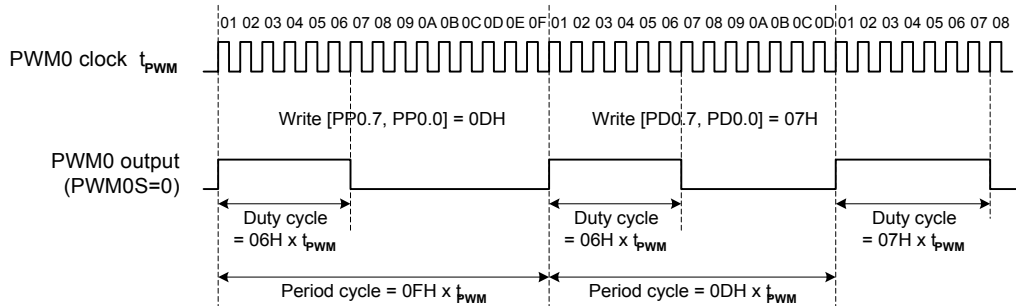 01 02 03 04 05 06 07 08 09 0A 0B 0C 0D 0E 0F 01 02 03 04 05 06 07 08 09 0A 0B 0C 0D 01 02 03 04 05 06 07 08
PWM0 clock tPWM
Write [PP0.7, PP0.0] = 0DH Write [PD0.7, PD0.0] = 07H
PWM0 output
(PWM0S=0)
Duty cycle
= 06H x tPWM
Duty cycle
= 06H x tPWM
Duty cycle
= 07H x tPWM
Period cycle = 0FH x tPWM
Period cycle = 0DH x tPWM